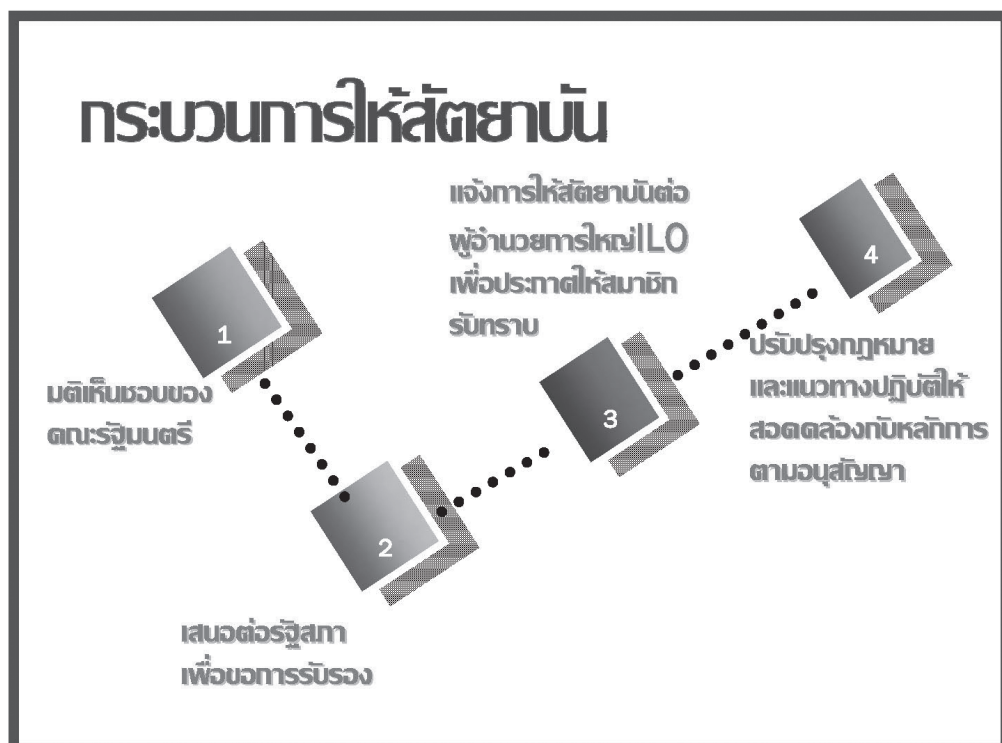 กระบวนการให้สัตยาบัน
1
มติเห็นชอบของ
คณะรัฐมนตรี
2
เสนอต่อรัฐสภา
เพื่อขอการรับรอง
แจ้งการให้สัตยาบันต่อ
ผู้อำนวยการใหญ่ILO
เพื่อประกาศให้สมาชิก
รับทราบ
3
4
ปรับปรุงกฎหมาย
และแนวทางปฏิบัติให้
สอดคล้องกับหลักการ
ตามอนุสัญญา